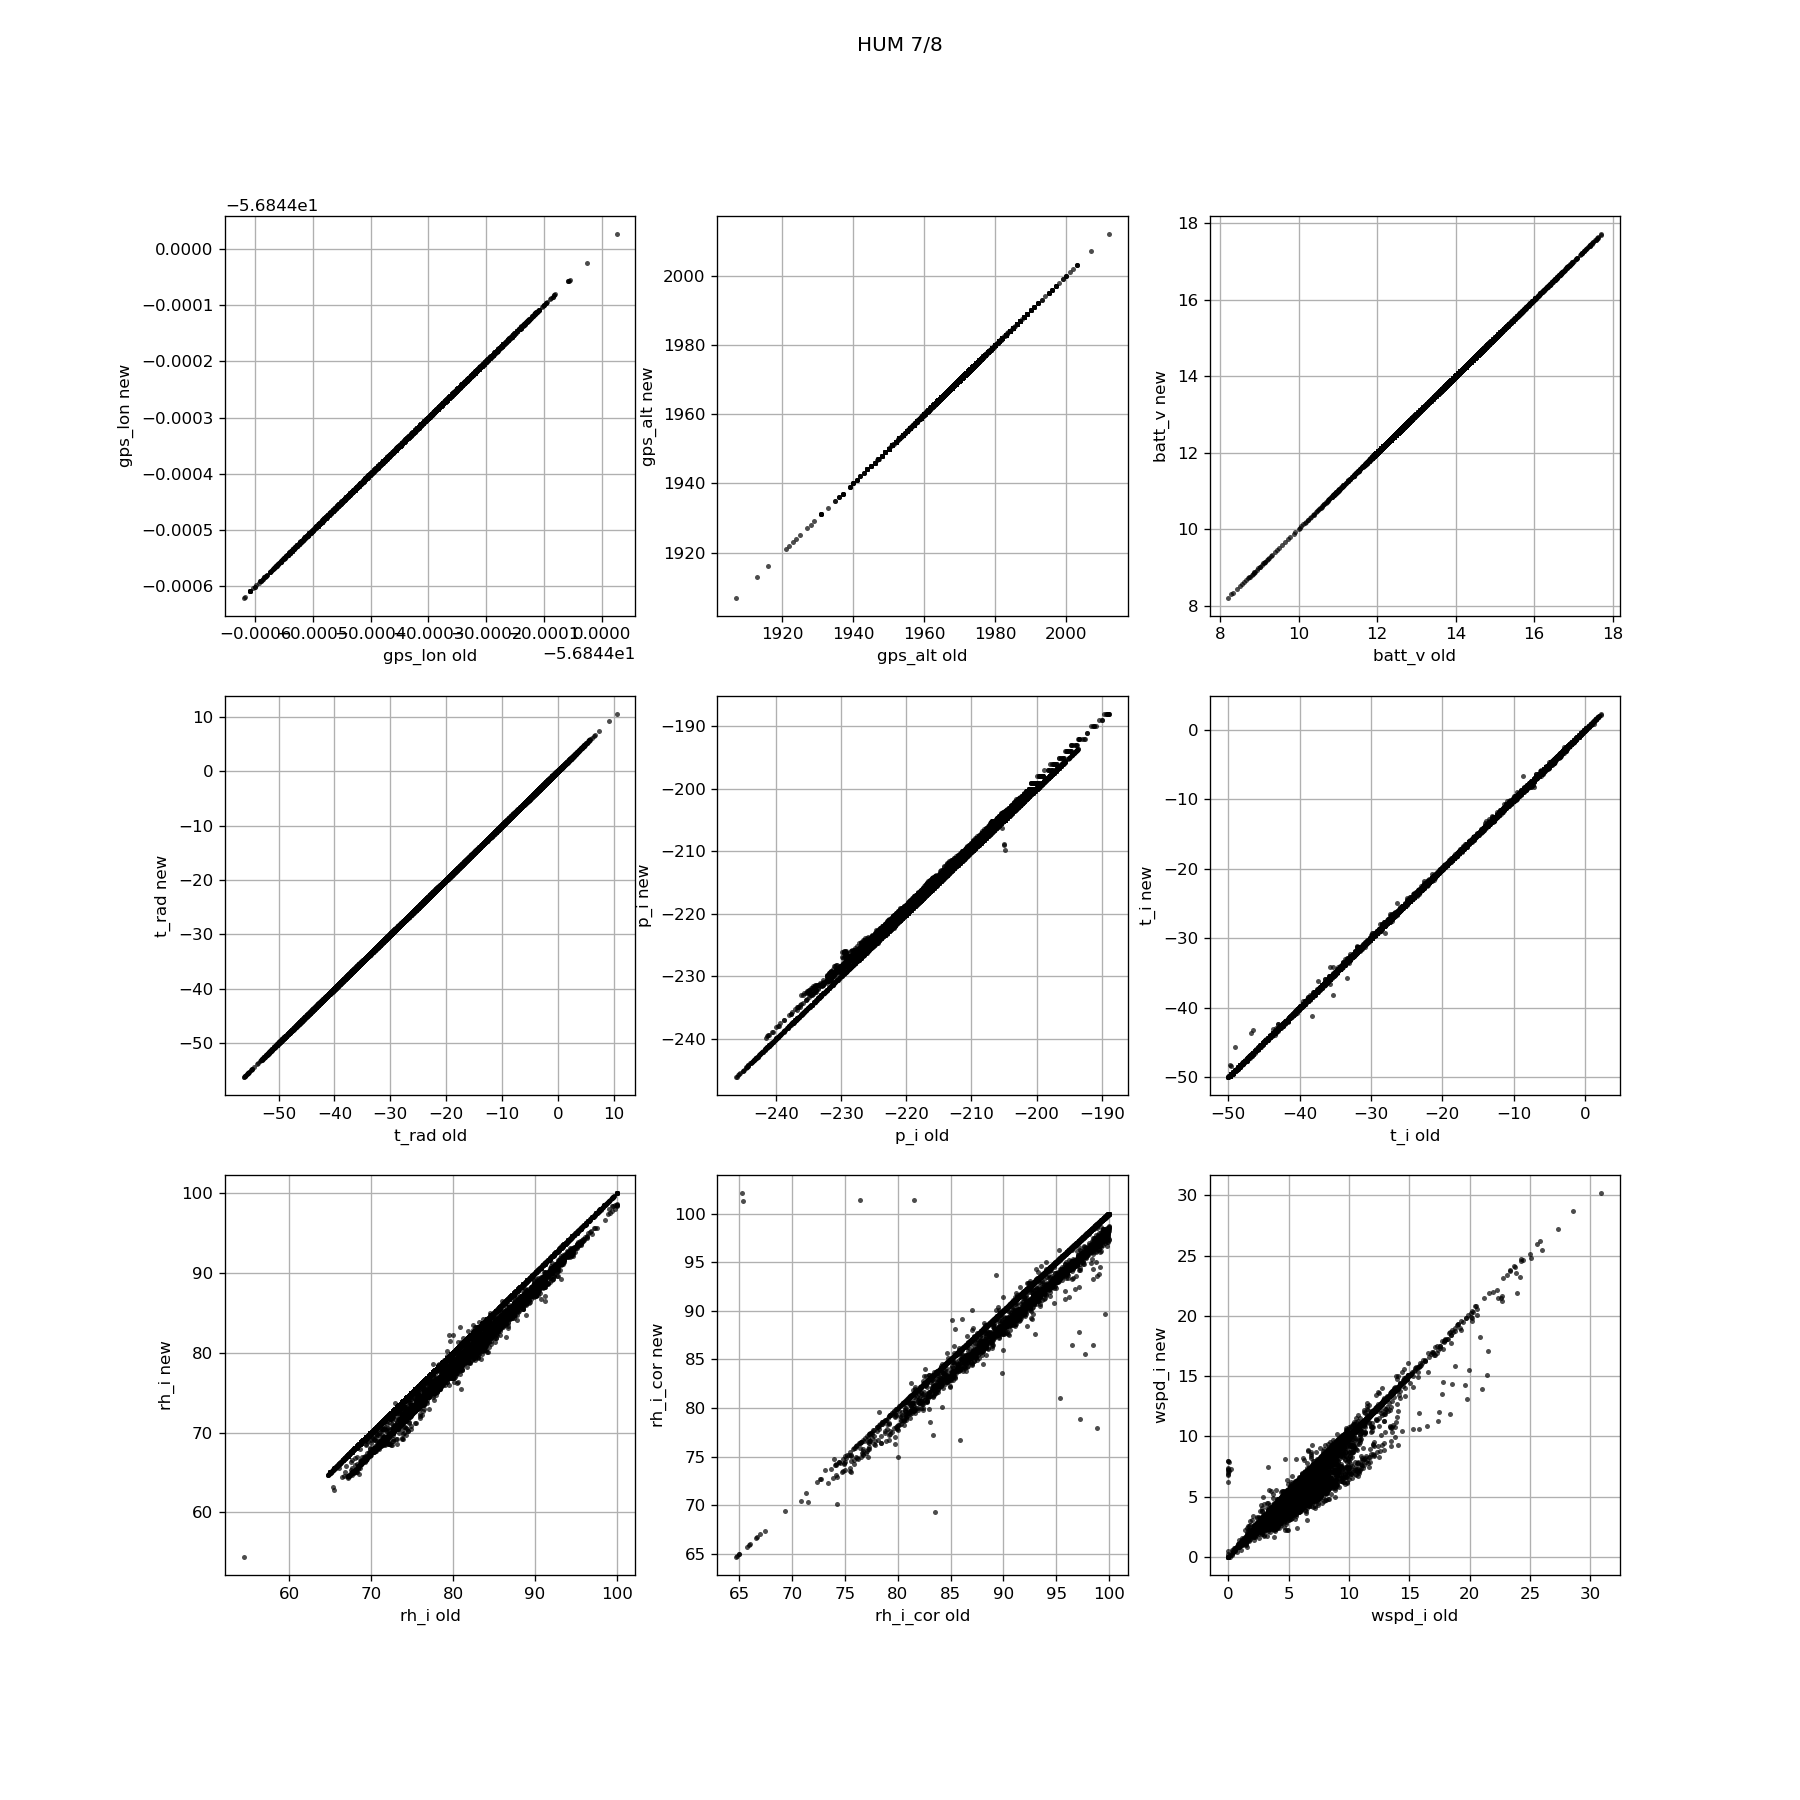 HUM 7/8
−5.6844e1
0.0000
−0.0001
−0.0002
−0.0003
−0.0004
−0.0005
−0.0006
gps_lon new
−0.0006 −0.0005 −0.0004 −0.0003 −0.0002 −0.0001 0.0000
gps_lon old
−5.6844e1
2000
1980
1960
1940
1920
gps_alt new
1920 1940 1960 1980 2000
gps_alt old
18
16
14
12
10
8
batt_v new
8 10 12 14 16 18
batt_v old
10
0
−10
−20
−30
−40
−50
t_rad new
−50 −40 −30 −20 −10 0 10
t_rad old
−190
−200
−210
−220
−230
−240
p_i new
−240 −230 −220 −210 −200 −190
p_i old
0
−10
−20
−30
−40
−50
t_i new
−50 −40 −30 −20 −10 0
t_i old
100
90
80
70
60
rh_i new
60 70 80 90 100
rh_i old
100
95
90
85
80
75
70
65
rh_i_cor new
65 70 75 80 85 90 95 100
rh_i_cor old
30
25
20
15
10
5
0
wspd_i new
0 5 10 15 20 25 30
wspd_i old